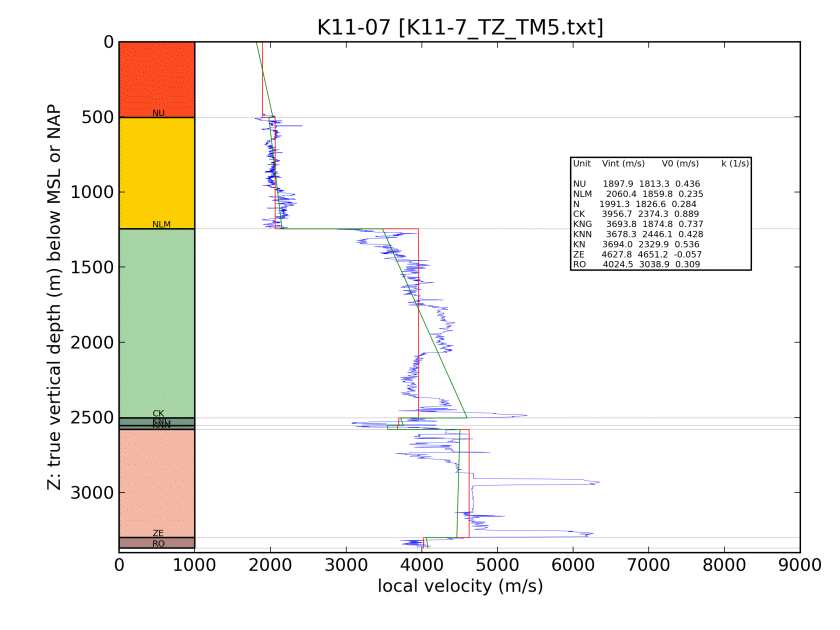 K11-07 [K11-7_TZ_TM5.txt]
0
500
1000
1500
2000
2500
3000
Z: true vertical depth (m) below MSL or NAP
NU
NLM
CK
KNG
KNN
ZE
RO
Unit Vint (m/s) V0 (m/s) k (1/s)
NU 1897.9 1813.3 0.436
NLM 2060.4 1859.8 0.235
N 1991.3 1826.6 0.284
CK 3956.7 2374.3 0.889
KNG 3693.8 1874.8 0.737
KNN 3678.3 2446.1 0.428
KN 3694.0 2329.9 0.536
ZE 4627.8 4651.2 -0.057
RO 4024.5 3038.9 0.309
0 1000 2000 3000 4000 5000 6000 7000 8000 9000
local velocity (m/s)